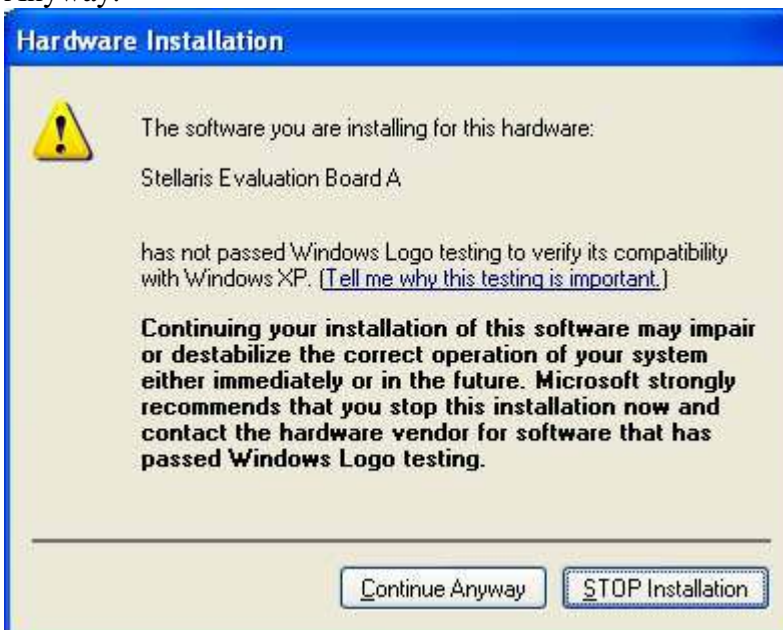 Anyway.
Hardware Installation
The software you are installing for this hardware:
Stellaris Evaluation Board A
has not passed Windows Logo testing to verify its compatibility
with Windows XP. (Tell me why this testing is important.)
Continuing your installation of this software may impair
or destabilize the correct operation of your system
either immediately or in the future. Microsoft strongly
recommends that you stop this installation now and
contact the hardware vendor for software that has
passed Windows Logo testing.
Continue Anyway STOP Installation